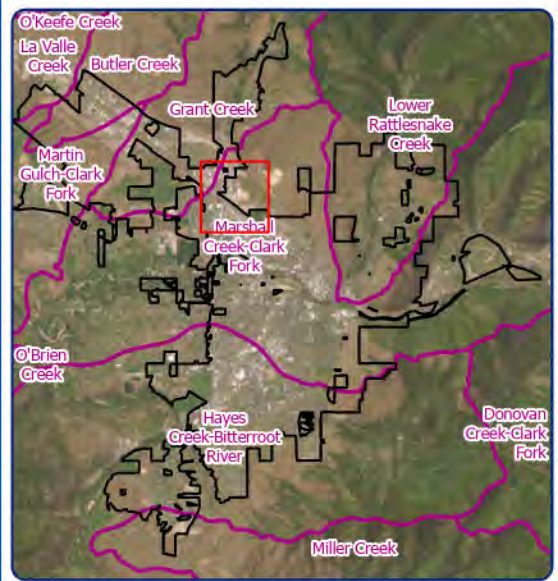 O'Keefe Creek
La Valle
Creek
Butler Creek
Grant Creek
Lower
Rattlesnake
Creek
Martin
Gulch-Clark
Fork
Marshall
Creek-Clark
Fork
O'Brien
Creek
Hayes
Creek-Bitterroot
River
Donovan
Creek-Clark
Fork
Miller Creek